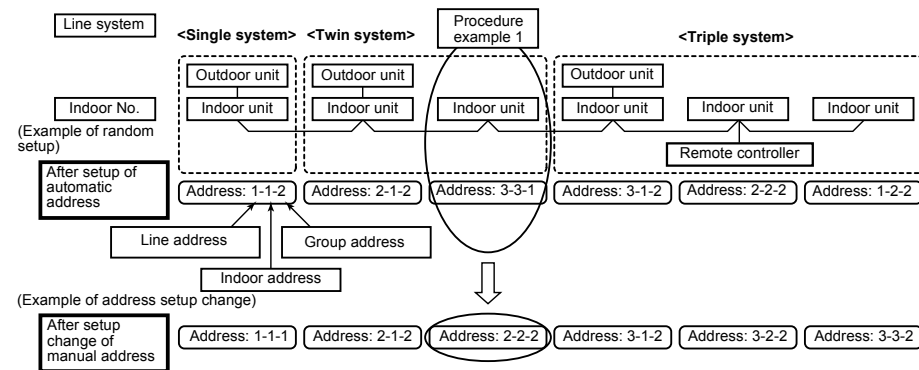 Line system
<Single system>
<Twin system>
Procedure
example 1
<Triple system>
Outdoor unit
Outdoor unit
Outdoor unit
Indoor No.
Indoor unit
Indoor unit
Indoor unit
Indoor unit
Indoor unit
Indoor unit
(Example of random
setup)
Remote controller
After setup of
automatic
address
Address: 1-1-2
Address: 2-1-2
Address: 3-3-1
Address: 3-1-2
Address: 2-2-2
Address: 1-2-2
Line address
Group address
Indoor address
(Example of address setup change)
After setup
change of
manual address
Address: 1-1-1
Address: 2-1-2
Address: 2-2-2
Address: 3-1-2
Address: 3-2-2
Address: 3-3-2